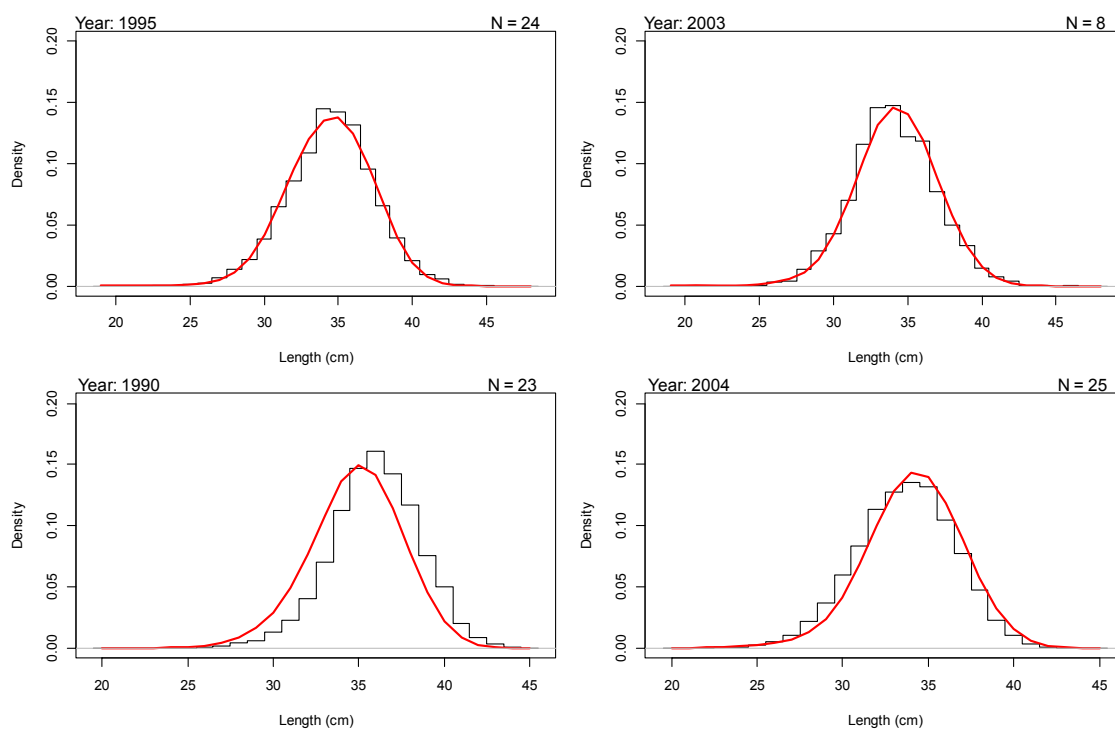 Year: 1995 N = 24
0.20
0.15
0.10
0.05
0.00
Density
20 25 30 35 40 45
Length (cm)
Year: 2003 N = 8
0.20
0.15
0.10
0.05
0.00
Density
20 25 30 35 40 45
Length (cm)
Year: 1990 N = 23
0.20
0.15
0.10
0.05
0.00
Density
20 25 30 35 40 45
Length (cm)
Year: 2004 N = 25
0.20
0.15
0.10
0.05
0.00
Density
20 25 30 35 40 45
Length (cm)